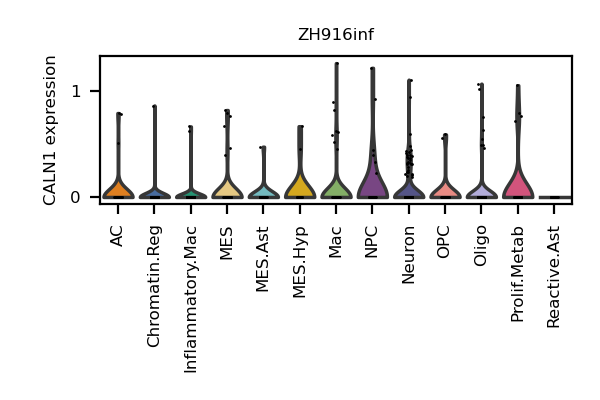 ZH916inf
CALN1 expression
1
0
AC
Chromatin.Reg
Inflammatory.Mac
MES
MES.Ast
MES.Hyp
Mac
NPC
Neuron
OPC
Oligo
Prolif.Metab
Reactive.Ast